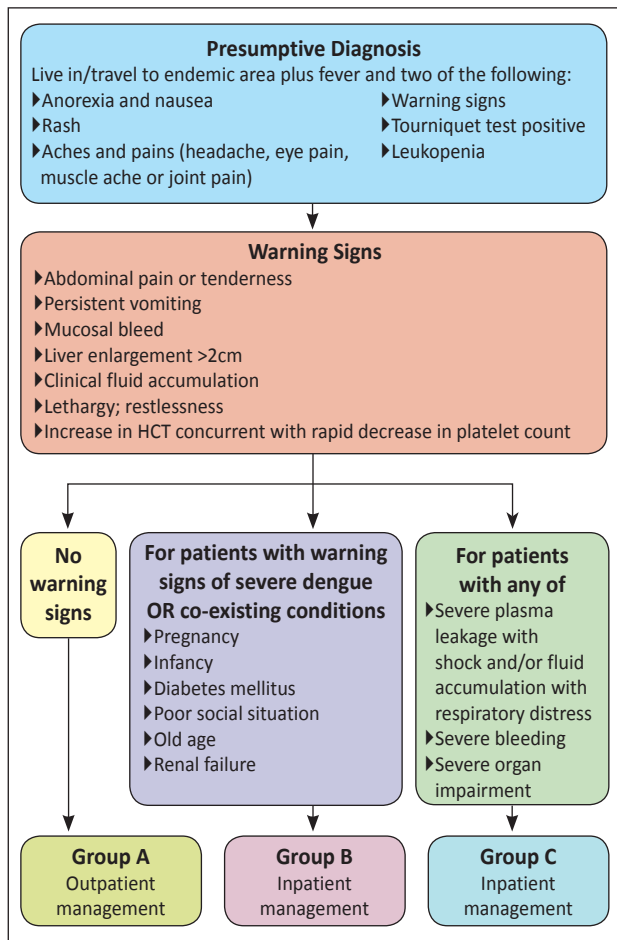 Presumptive Diagnosis
Live in/travel to endemic area plus fever and two of the following:
Anorexia and nausea
Rash
Aches and pains (headache, eye pain,
muscle ache or joint pain)
Warning signs
Tourniquet test positive
Leukopenia
Warning Signs
Abdominal pain or tenderness
Persistent vomiting
Mucosal bleed
Liver enlargement >2cm
Clinical fluid accumulation
Lethargy; restlessness
Increase in HCT concurrent with rapid decrease in platelet count
No
warning
signs
For patients with warning
signs of severe dengue
OR co-existing conditions
Pregnancy
Infancy
Diabetes mellitus
Poor social situation
Old age
Renal failure
For patients
with any of
Severe plasma
leakage with
shock and/or fluid
accumulation with
respiratory distress
Severe bleeding
Severe organ
impairment
Group A
Outpatient
management
Group B
Inpatient
management
Group C
Inpatient
management